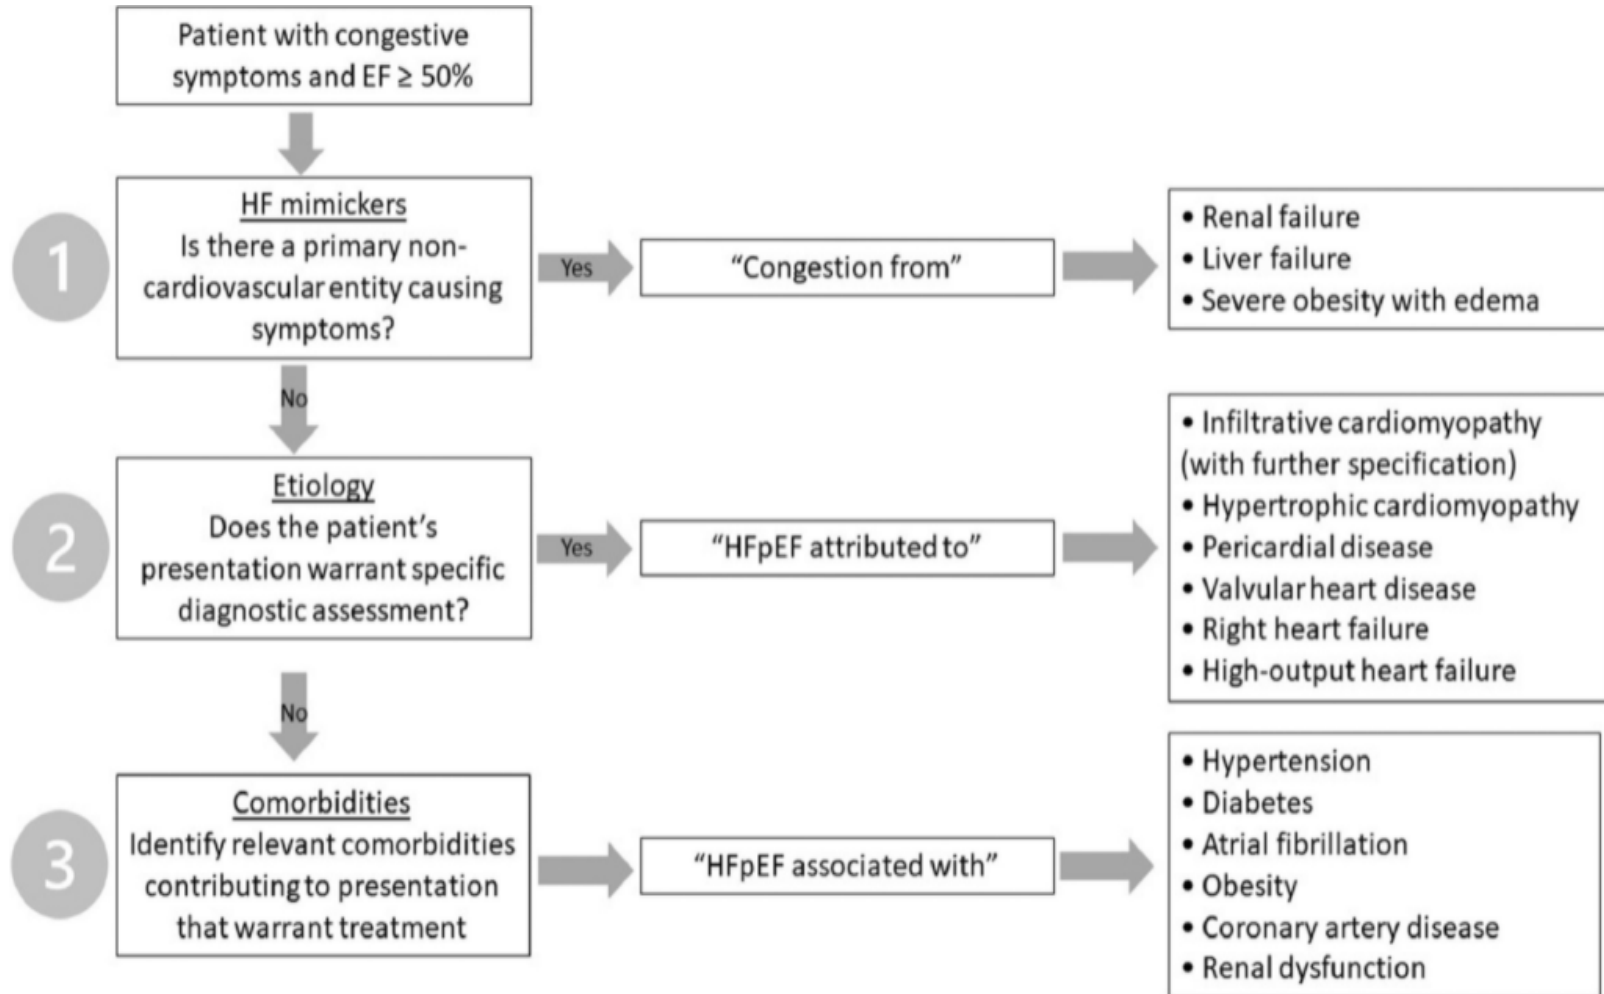 Patient with congestive
symptoms and EF ≥ 50%
1
HF mimickers
Is there a primary non-
cardiovascular entity causing
symptoms?
Yes
“Congestion from”
• Renal failure
• Liver failure
• Severe obesity with edema
No
2
Etiology
Does the patient’s
presentation warrant specific
diagnostic assessment?
Yes
“HFpEF attributed to”
• Infiltrative cardiomyopathy
(with further specification)
• Hypertrophic cardiomyopathy
• Pericardial disease
• Valvular heart disease
• Right heart failure
• High-output heart failure
No
3
Comorbidities
Identify relevant comorbidities
contributing to presentation
that warrant treatment
“HFpEF associated with”
• Hypertension
• Diabetes
• Atrial fibrillation
• Obesity
• Coronary artery disease
• Renal dysfunction